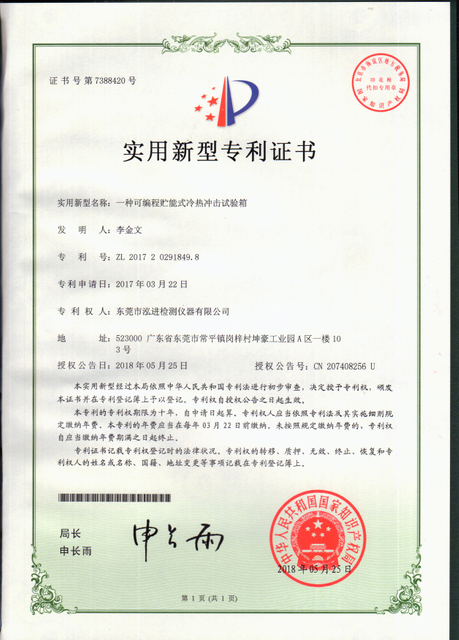 证书号第7388420号
印花税
代扣专用章
实用新型专利证书
实用新型名称：一种可编程贮能式冷热冲击试验箱
发明人：李金文
专利号：ZL 2017 2 0291849.8
专利申请日：2017年03月22日
专利权人：东莞市泓进检测仪器有限公司
地址：523000 广东省东莞市常平镇岗梓村坤豪工业园A区一楼10
3号
授权公告日：2018年05月25日 授权公告号：CN 207408256 U
本实用新型经过本局依照中华人民共和国专利法进行初步审查，决定授予专利权，颁发
本证书并在专利登记簿上予以登记。专利权自授权公告之日起生效。
本专利的专利权期限为十年，自申请日起算。专利权人应当依照专利法及其实施细则规
定缴纳年费。本专利的年费应当在每年03月22日前缴纳。未按照规定缴纳年费的，专利权
自应当缴纳年费期满之日起终止。
专利证书记载专利权登记时的法律状况。专利权的转移、质押、无效、终止、恢复和专
利权人的姓名或名称、国籍、地址变更等事项记载在专利登记簿上。
局长
申长雨
申长雨
中华人民共和国国家知识产权局
2018年05月25日
第1页（共1页）